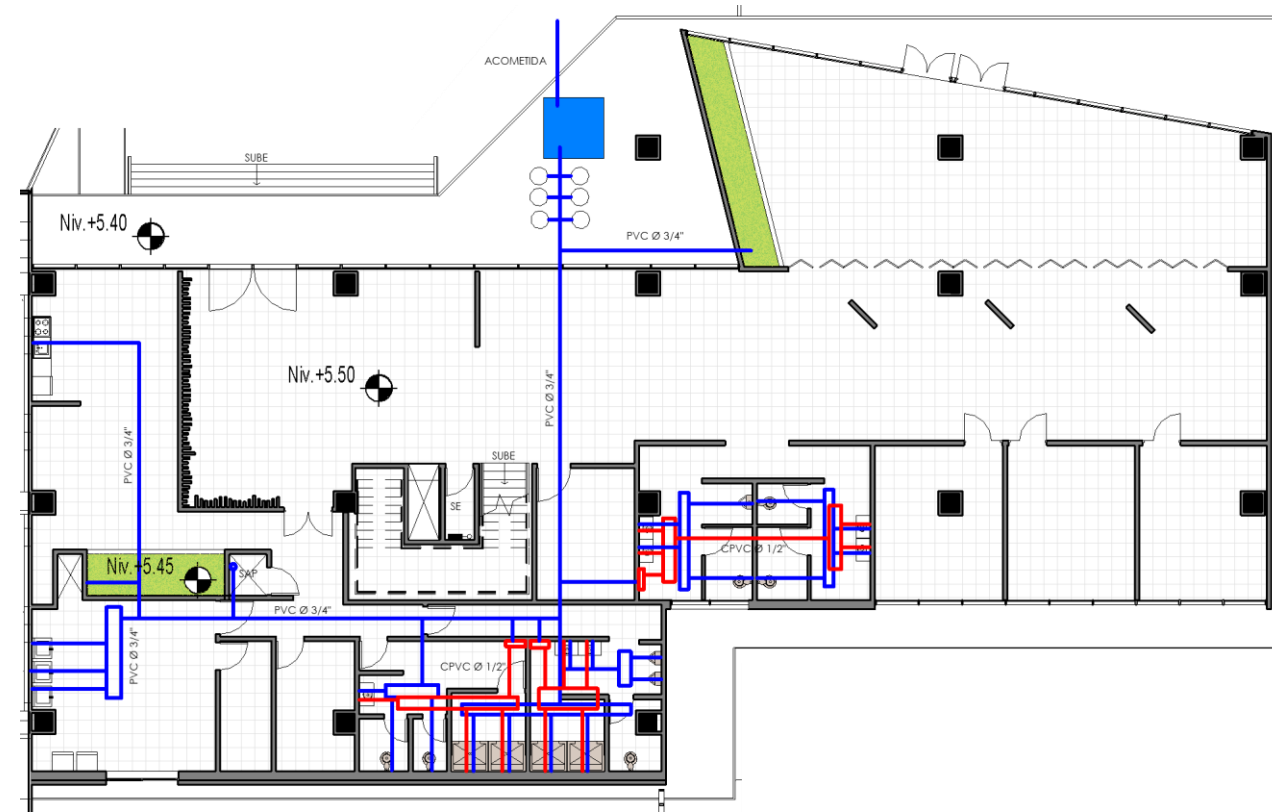 ACOMETIDA
SUBE
Niv.+5.40
PVC Ø 3/4"
Niv.+5.50
PVC Ø 3/4"
PVC Ø 3/4"
SUBE
SE
CPVC Ø 1/2"
Niv.+5.45
SAP
PVC Ø 3/4"
PVC Ø 3/4"
CPVC Ø 1/2"